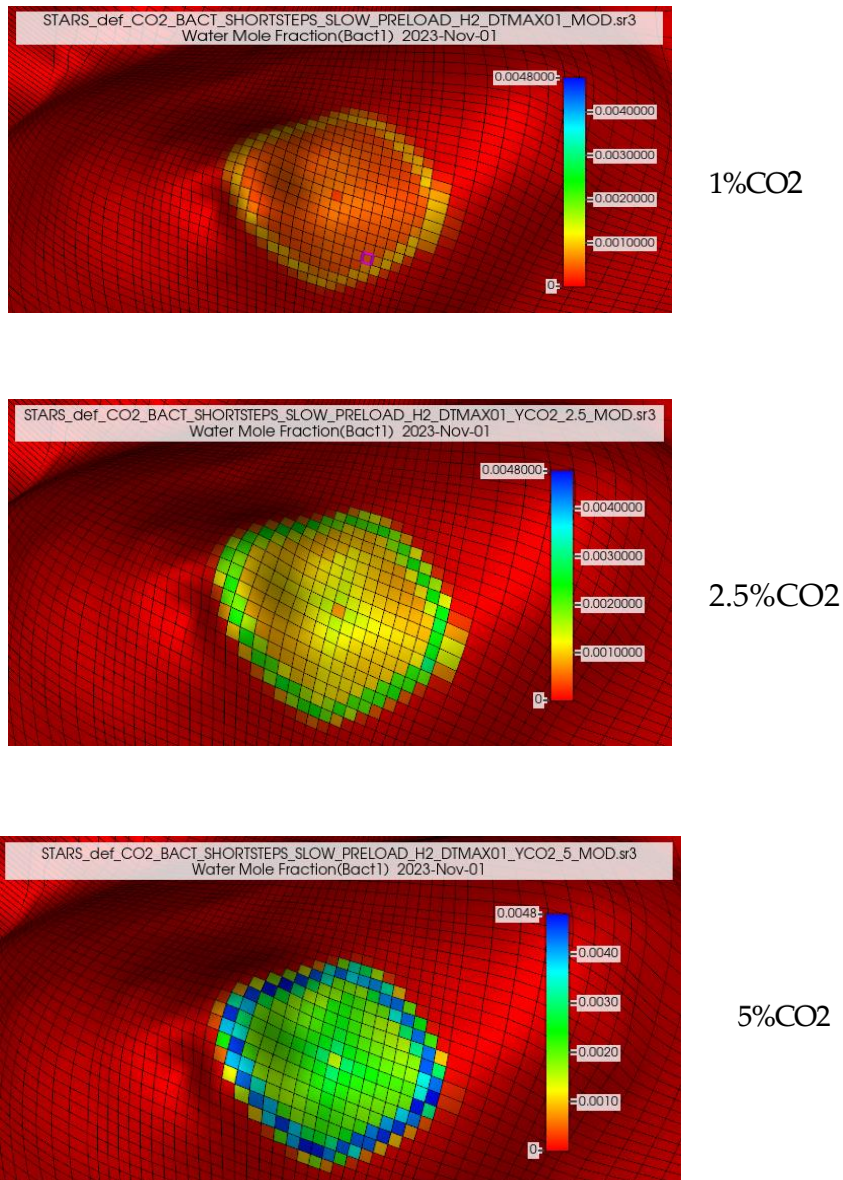 STARS_def_CO2_BACT_SHORTSTEPS_SLOW_PRELOAD_H2_DTMAX01_MOD.sr3
Water Mole Fraction(Bact1) 2023-Nov-01
0.0048000
0.0040000
0.0030000
0.0020000
0.0010000
0
1%CO2
STARS_def_CO2_BACT_SHORTSTEPS_SLOW_PRELOAD_H2_DTMAX01_YCO2_2.5_MOD.sr3
Water Mole Fraction(Bact1) 2023-Nov-01
0.0048000
0.0040000
0.0030000
0.0020000
0.0010000
0
2.5%CO2
STARS_def_CO2_BACT_SHORTSTEPS_SLOW_PRELOAD_H2_DTMAX01_YCO2_5_MOD.sr3
Water Mole Fraction(Bact1) 2023-Nov-01
0.0048
0.0040
0.0030
0.0020
0.0010
0
5%CO2